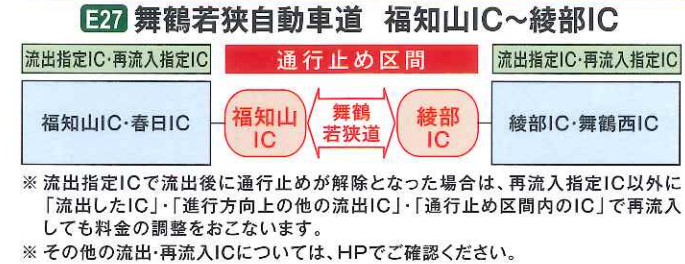 E27 舞鶴若狭自動車道 福知山IC～綾部IC
流出指定IC・再流入指定IC 通行止め区間 流出指定IC・再流入指定IC
福知山IC・春日IC 福知山IC 舞鶴若狭道 綾部IC 綾部IC・舞鶴西IC
※ 流出指定ICで流出後に通行止めが解除となった場合は、再流入指定IC以外に
「流出したIC」・「進行方向上の他の流出IC」・「通行止め区間内のIC」で再流入
しても料金の調整をおこないます。
※ その他の流出・再流入ICについては、HPでご確認ください。